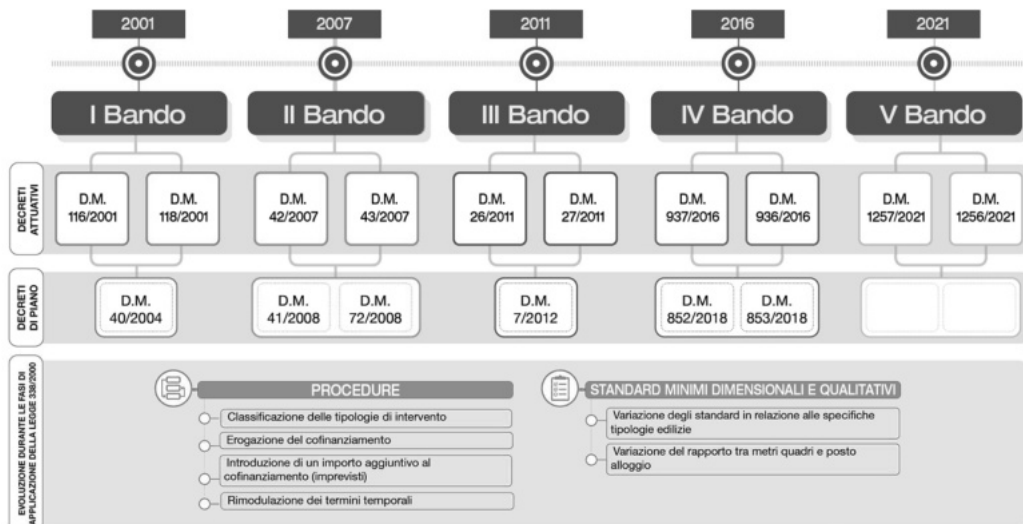 2001
2007
2011
2016
2021
I Bando
II Bando
III Bando
IV Bando
V Bando
DECRETI
ATTUATIVI
D.M.
116/2001
D.M.
118/2001
D.M.
42/2007
D.M.
43/2007
D.M.
26/2011
D.M.
27/2011
D.M.
937/2016
D.M.
936/2016
D.M.
1257/2021
D.M.
1256/2021
DECRETI
DI PIANO
D.M.
40/2004
D.M.
41/2008
D.M.
72/2008
D.M.
7/2012
D.M.
852/2018
D.M.
853/2018
EVOLUZIONE DURANTE LE FASI DI
APPLICAZIONE DELLA LEGGE 338/2000
PROCEDURE
Classificazione delle tipologie di intervento
Erogazione del cofinanziamento
Introduzione di un importo aggiuntivo al
cofinanziamento (imprevisti)
Rimodulazione dei termini temporali
STANDARD MINIMI DIMENSIONALI E QUALITATIVI
Variazione degli standard in relazione alle specifiche
tipologie edilizie
Variazione del rapporto tra metri quadri e posto
alloggio